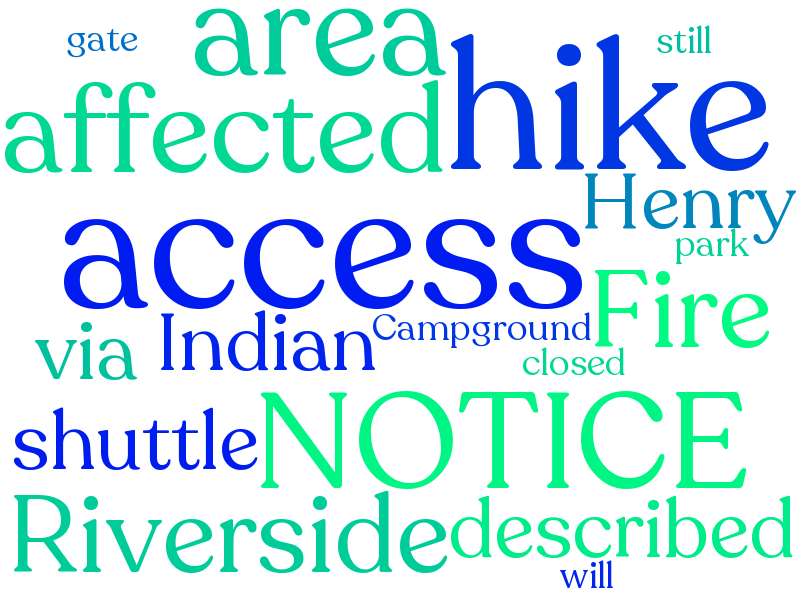 gate
area
still
hike
affected
Henry
access
park
Fire
Indian
Campground
via
closed
NOTICE
shuttle
Riverside
described
will